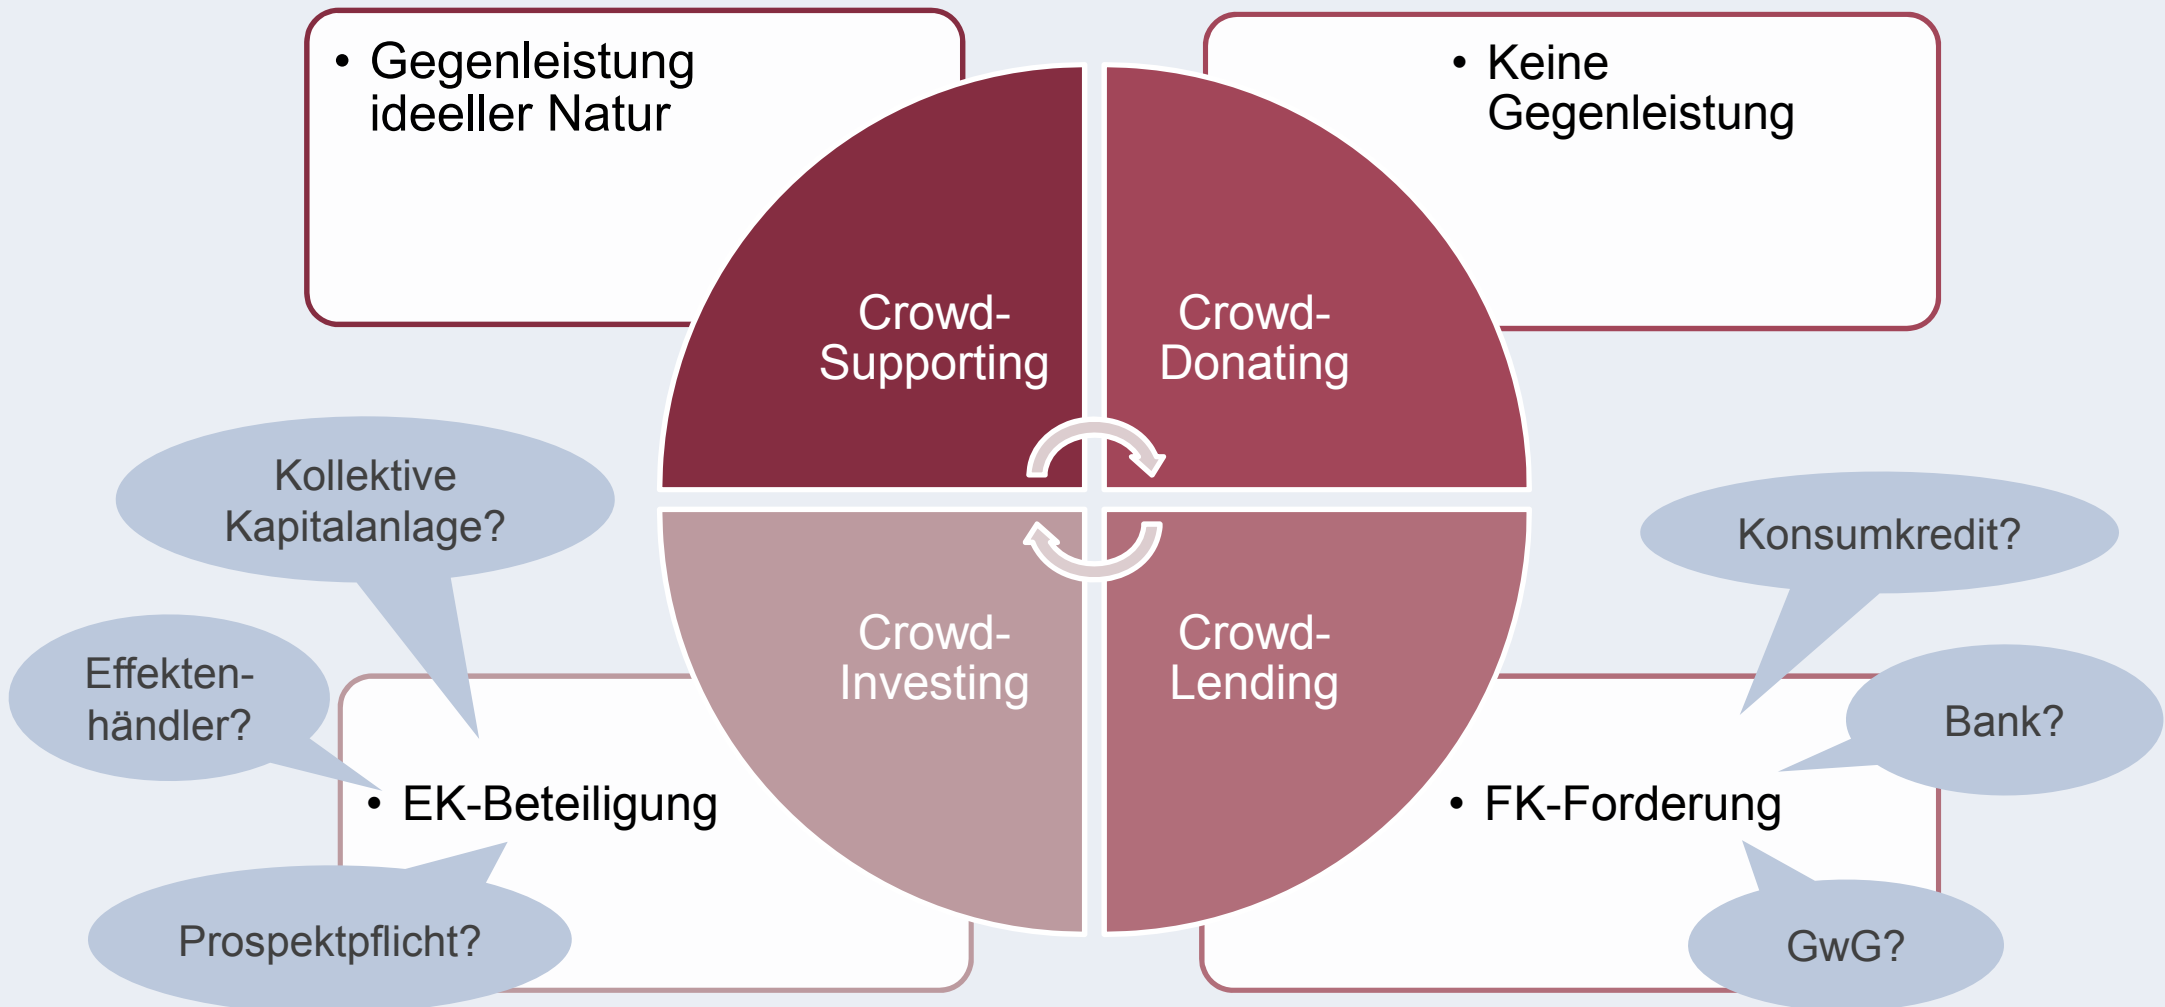 • Gegenleistung
ideeller Natur
• Keine
Gegenleistung
Crowd-
Supporting
Crowd-
Donating
Kollektive
Kapitalanlage?
Konsumkredit?
Effekten-
händler?
Crowd-
Investing
Crowd-
Lending
Bank?
• EK-Beteiligung
• FK-Forderung
Prospektpflicht?
GwG?